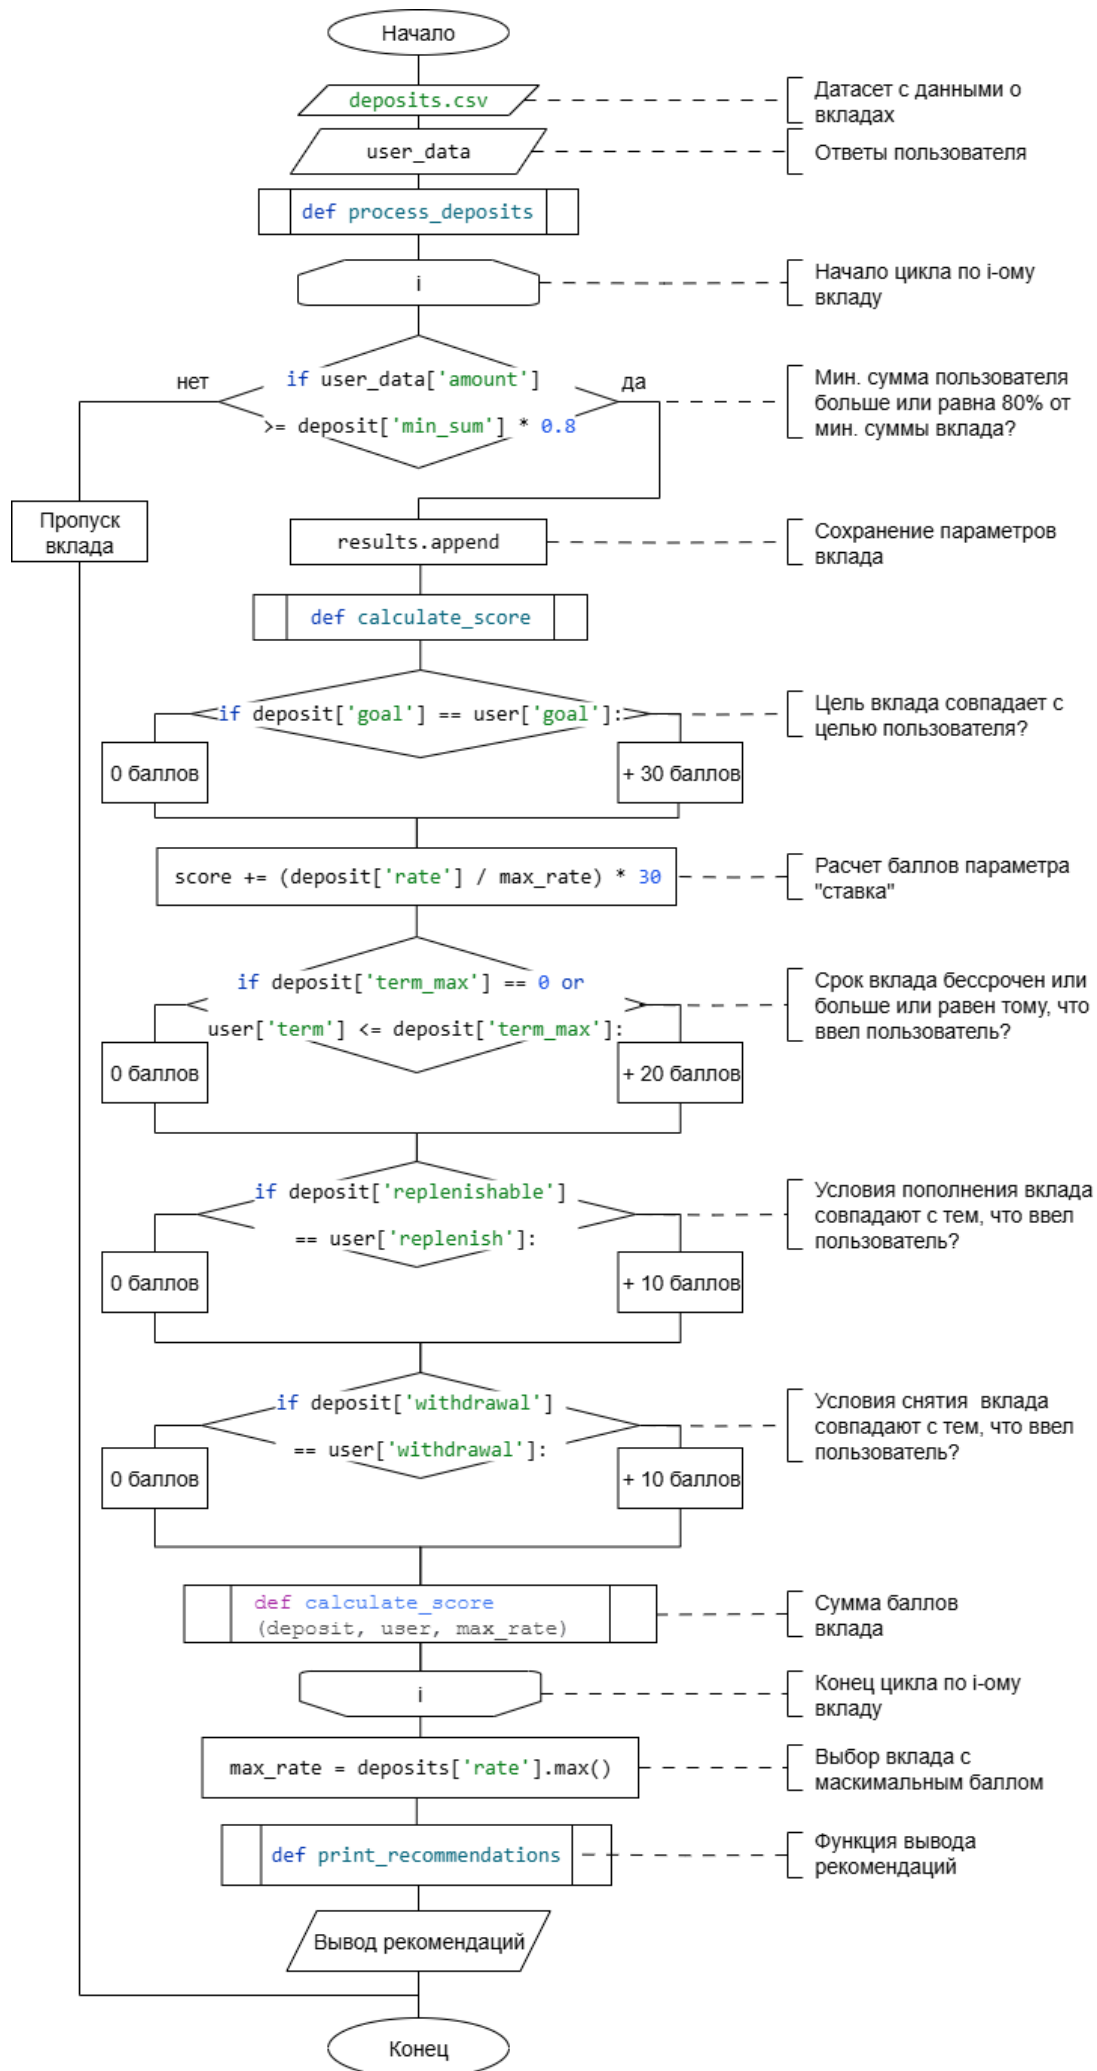 Начало
deposits.csv
Датасет с данными о
вкладах
user_data
Ответы пользователя
def process_deposits
i
Начало цикла по i-ому
вкладу
нет
if user_data['amount']
>= deposit['min_sum'] * 0.8
да
Мин. сумма пользователя
больше или равна 80% от
мин. суммы вклада?
Пропуск
вклада
results.append
Сохранение параметров
вклада
def calculate_score
if deposit['goal'] == user['goal']:
Цель вклада совпадает с
целью пользователя?
0 баллов
+ 30 баллов
score += (deposit['rate'] / max_rate) * 30
Расчет баллов параметра
"ставка"
if deposit['term_max'] == 0 or
user['term'] <= deposit['term_max']:
Срок вклада бессрочен или
больше или равен тому, что
ввел пользователь?
0 баллов
+ 20 баллов
if deposit['replenishable']
== user['replenish']:
Условия пополнения вклада
совпадают с тем, что ввел
пользователь?
0 баллов
+ 10 баллов
if deposit['withdrawal']
== user['withdrawal']:
Условия снятия вклада
совпадают с тем, что ввел
пользователь?
0 баллов
+ 10 баллов
def calculate_score
(deposit, user, max_rate)
Сумма баллов
вклада
i
Конец цикла по i-ому
вкладу
max_rate = deposits['rate'].max()
Выбор вклада с
маскимальным баллом
def print_recommendations
Функция вывода
рекомендаций
Вывод рекомендаций
Конец